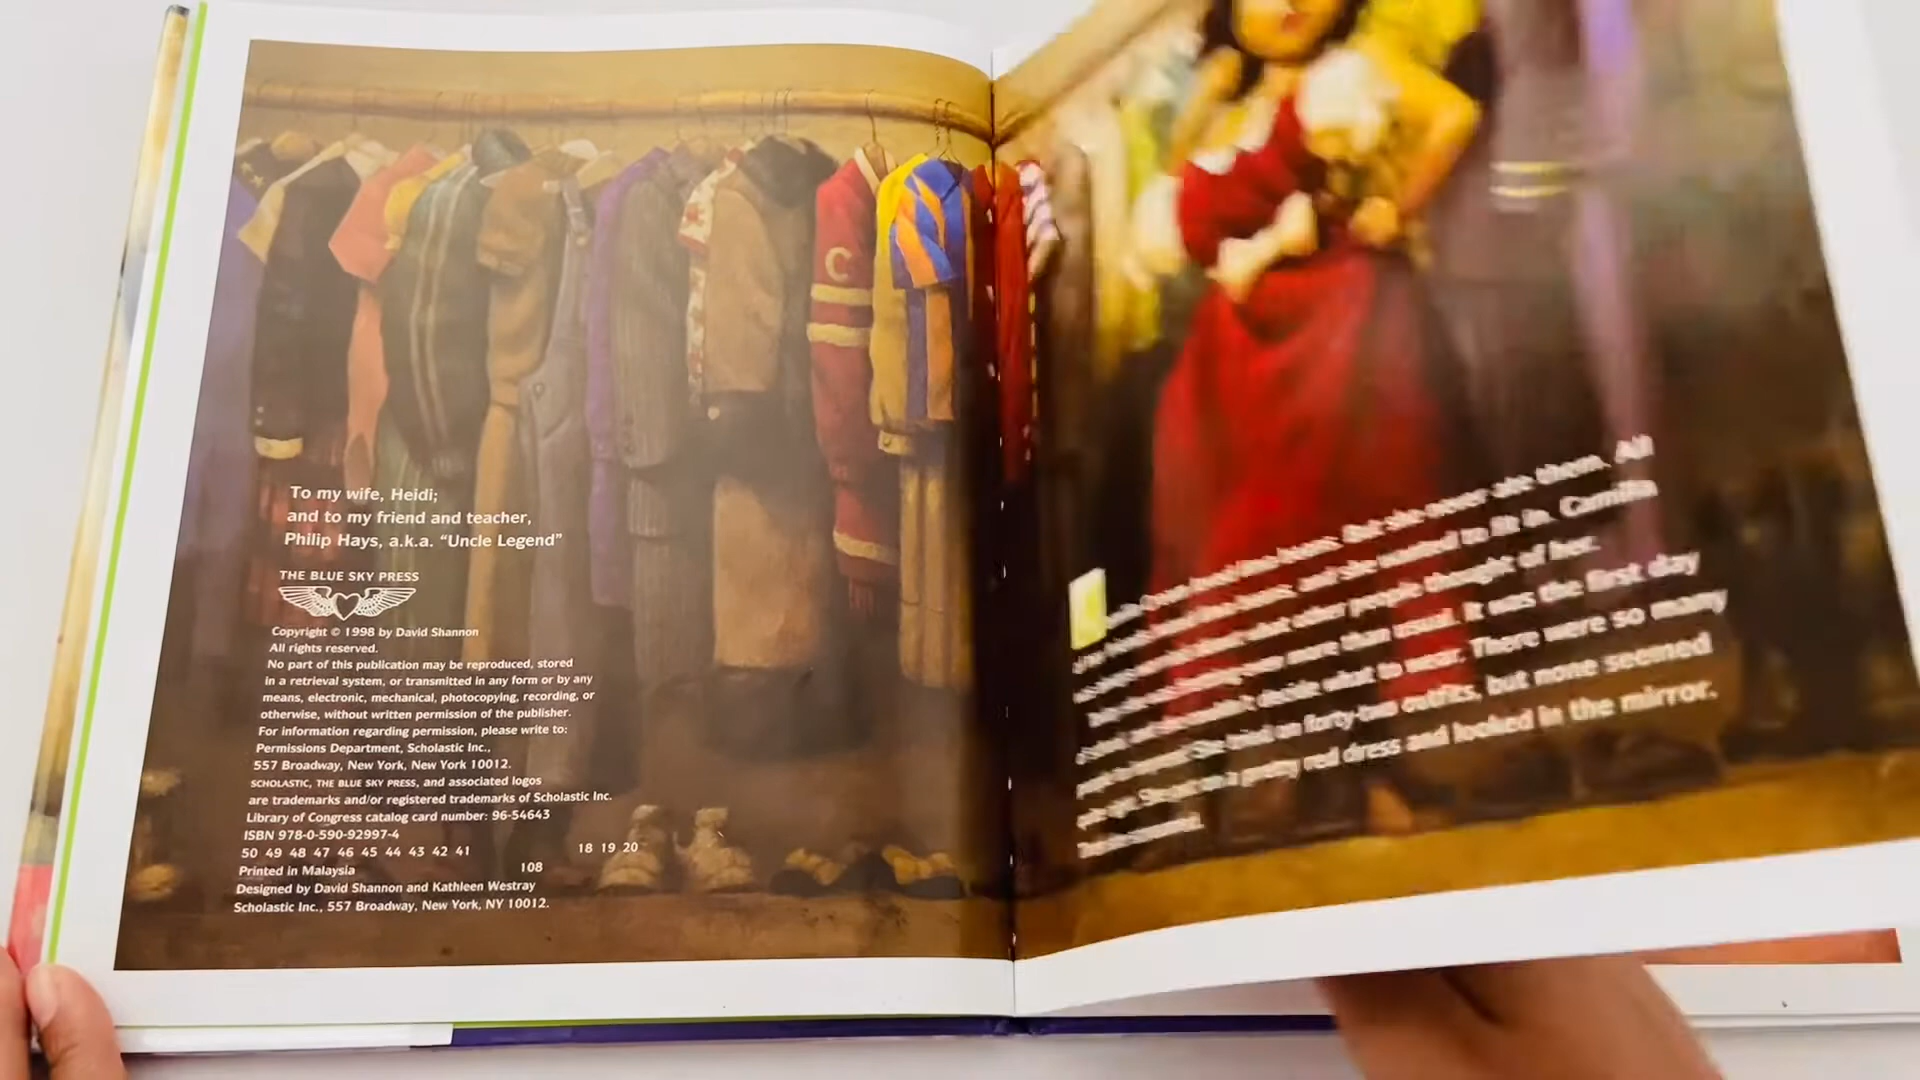 To my wife, Heidi;
and to my friend and teacher,
Philip Hays, a.k.a. “Uncle Legend”
THE BLUE SKY PRESS
Copyright © 1998 by David Shannon
All rights reserved.
No part of this publication may be reproduced, stored
in a retrieval system, or transmitted in any form or by any
means, electronic, mechanical, photocopying, recording, or
otherwise, without written permission of the publisher.
For information regarding permission, please write to:
Permissions Department, Scholastic Inc.,
557 Broadway, New York, New York 10012.
SCHOLASTIC, THE BLUE SKY PRESS, and associated logos
are trademarks and/or registered trademarks of Scholastic Inc.
Library of Congress catalog card number: 96-54643
ISBN 978-0-590-92997-4
50 49 48 47 46 45 44 43 42 41 18 19 20
Printed in Malaysia 108
Designed by David Shannon and Kathleen Westray
Scholastic Inc., 557 Broadway, New York, NY 10012.
C
lima beans. But she never ate them. All
and she wanted to fit in. Camilla
about what other people thought of her.
more than usual. It was the first day
decide what to wear. There were so many
She tried on forty-two outfits, but none seemed
a pretty red dress and looked in the mirror.